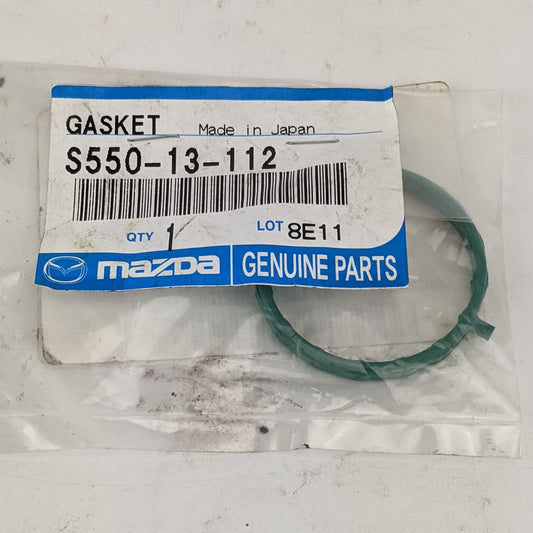 GASKET Made in Japan
S550-13-112
QTY 1 LOT 8E11
mazda GENUINE PARTS